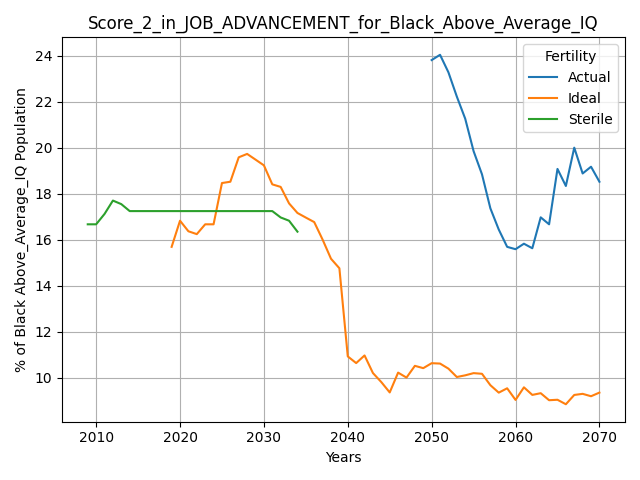 Score_2_in_JOB_ADVANCEMENT_for_Black_Above_Average_IQ
% of Black Above_Average_IQ Population
24
22
20
18
16
14
12
10
Fertility
Actual
Ideal
Sterile
2010 2020 2030 2040 2050 2060 2070
Years